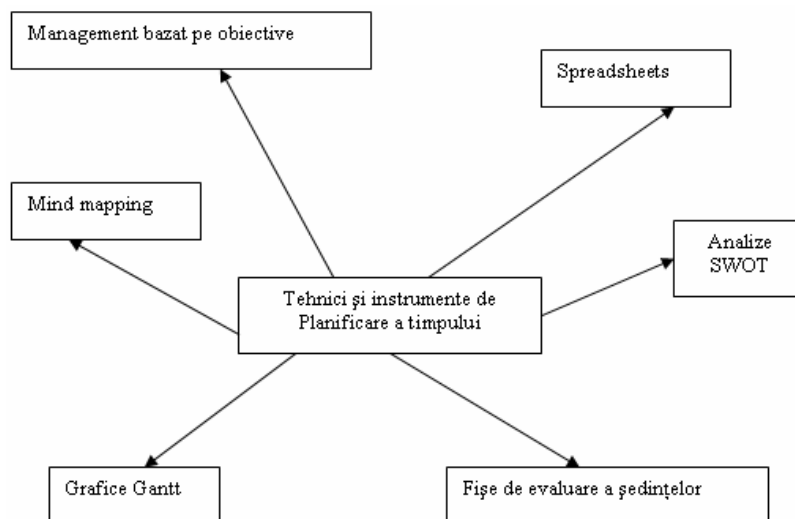 Management bazat pe obiective
Spreadsheets
Mind mapping
Analize
SWOT
Tehnici şi instrumente de
Planificare a timpului
Grafice Gantt
Fişe de evaluare a şedinţelor